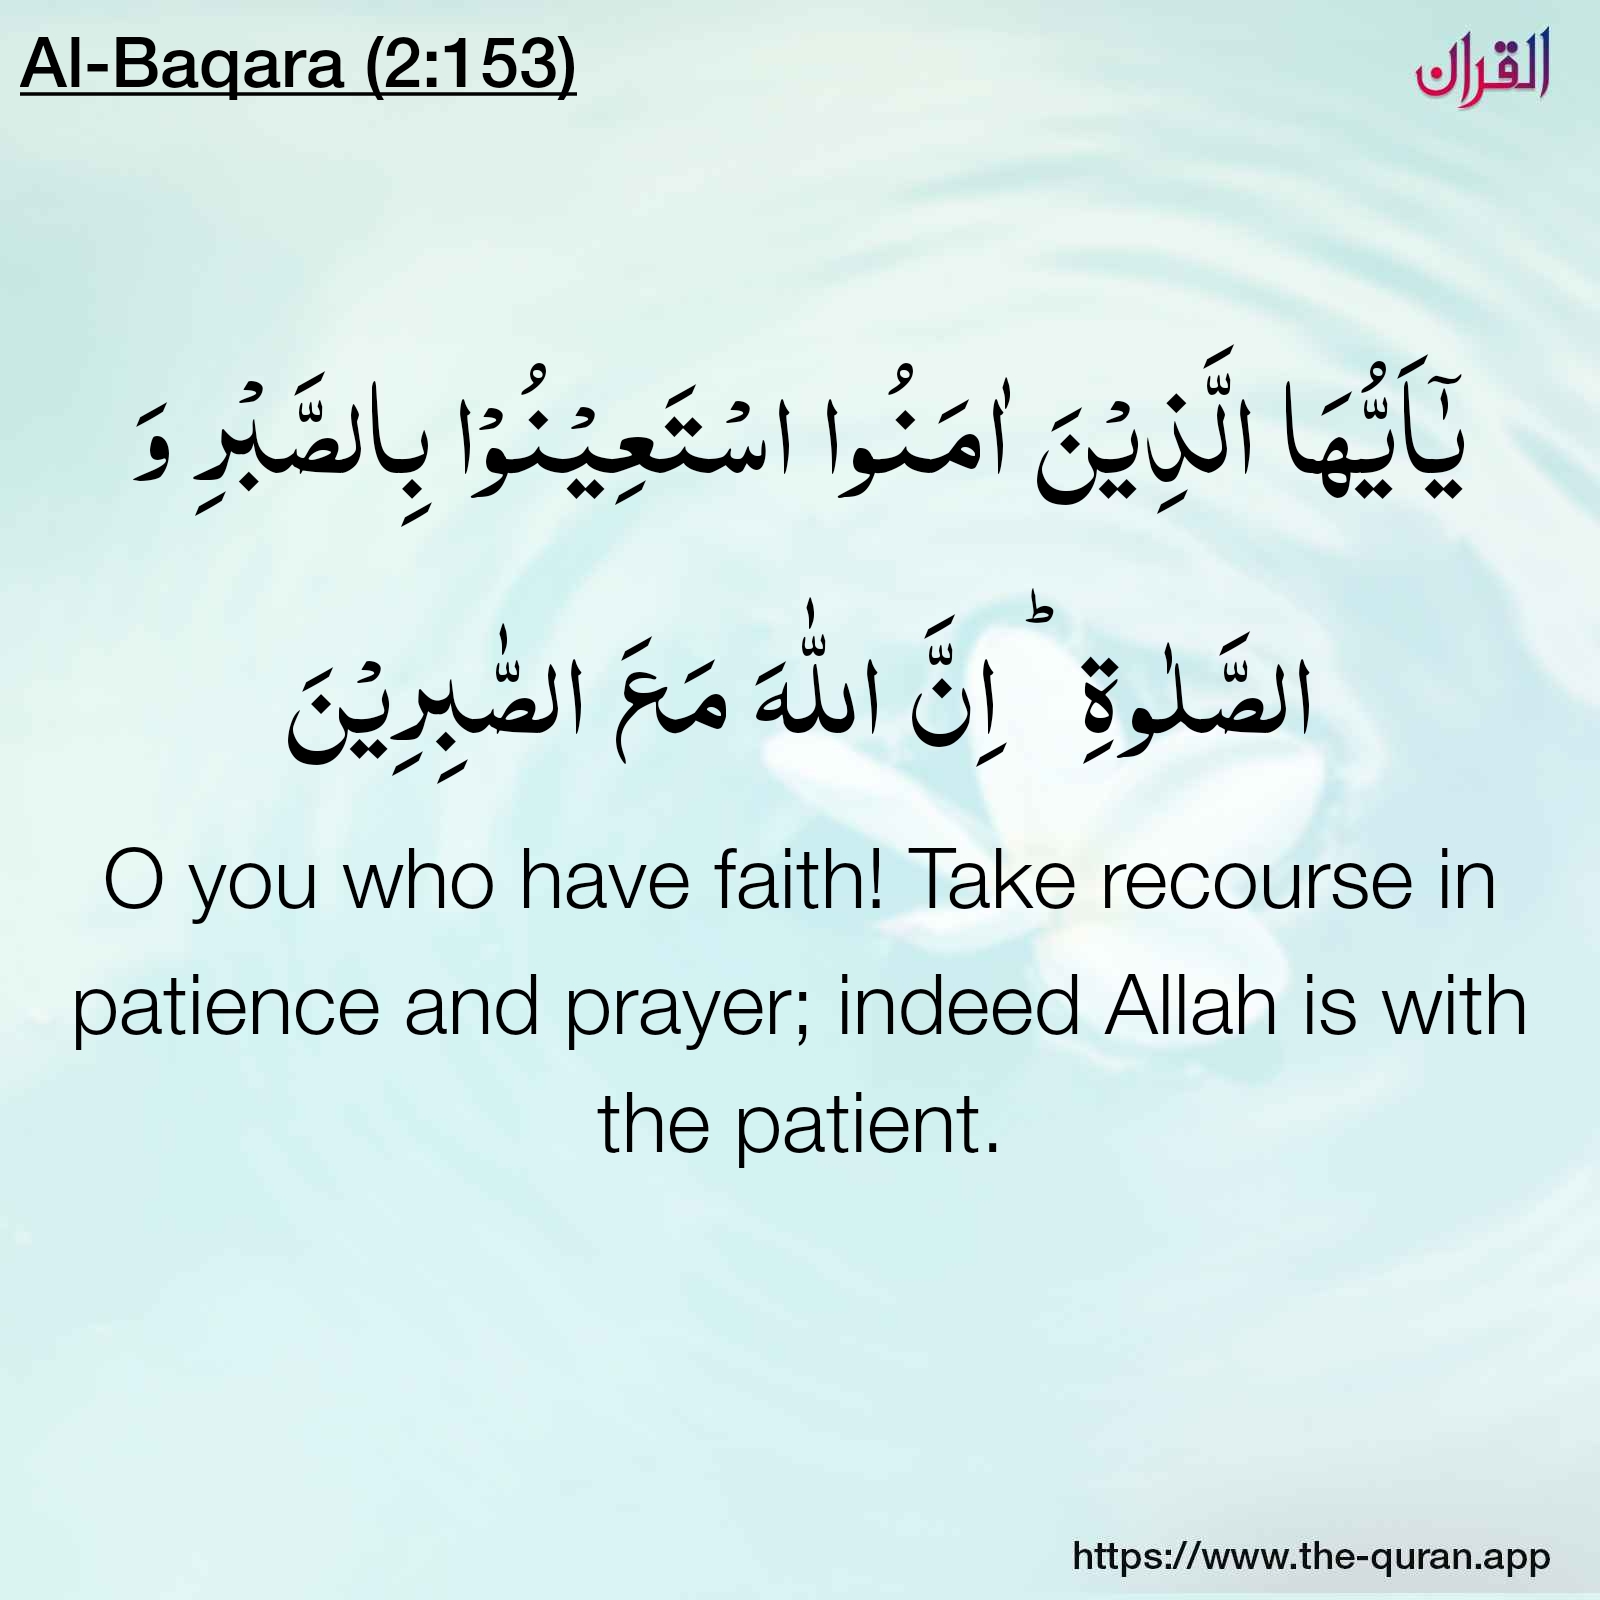 Al-Baqara (2:153)
القران
يٰۤاَيُّهَا الَّذِيْنَ اٰمَنُوا اسْتَعِيْنُوْا بِالصَّبْرِ وَ
الصَّلٰوةِ ؕ اِنَّ اللّٰهَ مَعَ الصّٰبِرِيْنَ
O you who have faith! Take recourse in
patience and prayer; indeed Allah is with
the patient.
https://www.the-quran.app